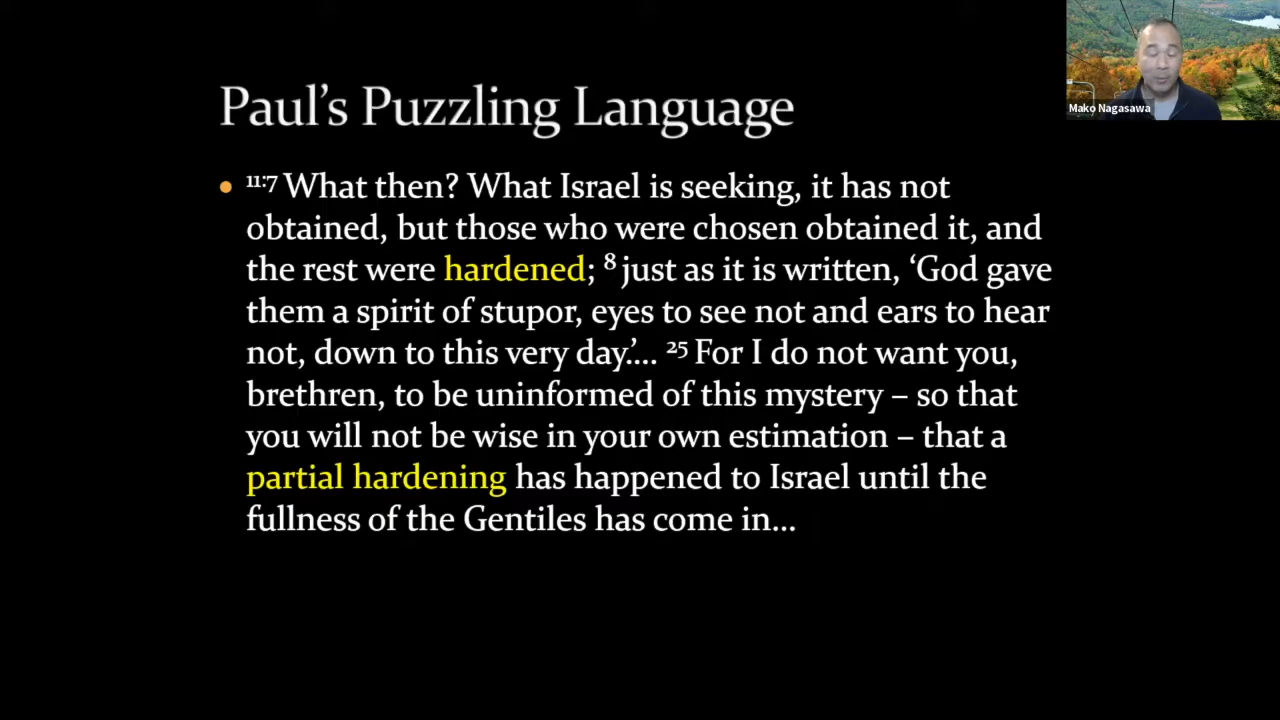 Paul’s Puzzling Language
Mako Nagasawa
• 11:7 What then? What Israel is seeking, it has not
obtained, but those who were chosen obtained it, and
the rest were hardened; 8 just as it is written, ‘God gave
them a spirit of stupor, eyes to see not and ears to hear
not, down to this very day.’... 25 For I do not want you,
brethren, to be uninformed of this mystery – so that
you will not be wise in your own estimation – that a
partial hardening has happened to Israel until the
fullness of the Gentiles has come in...